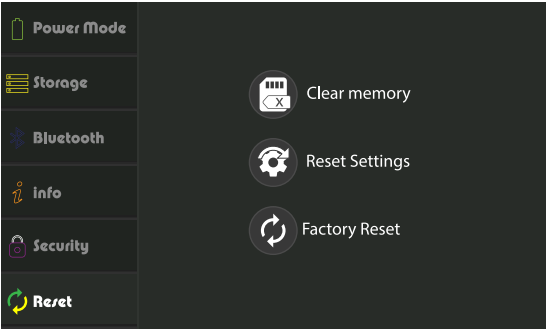 Power Mode
Storage
Bluetooth
info
Security
Reset
Clear memory
X
Reset Settings
Factory Reset